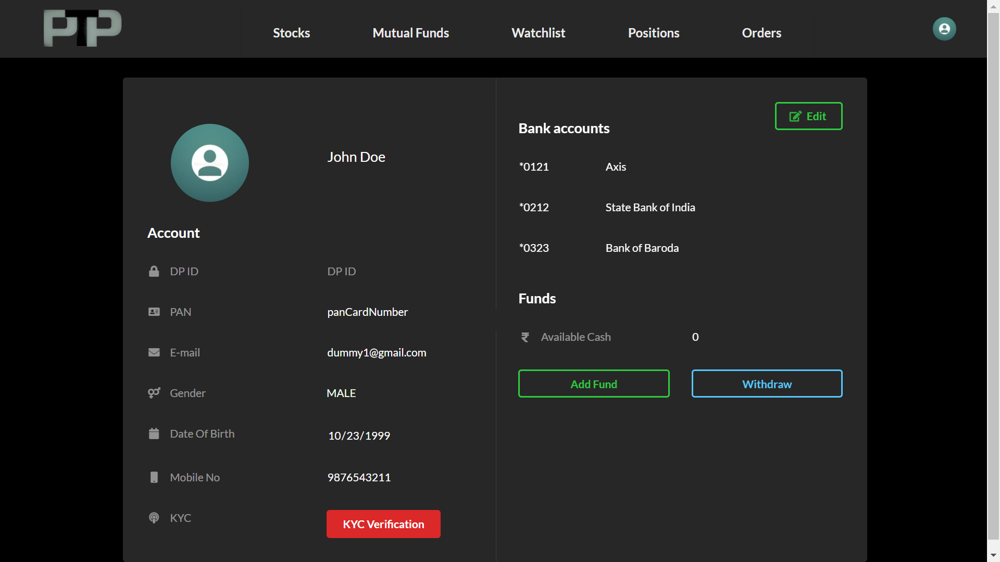 PTP
Stocks Mutual Funds Watchlist Positions Orders
John Doe
Account
DP ID DP ID
PAN panCardNumber
E-mail dummy1@gmail.com
Gender MALE
Date Of Birth 10/23/1999
Mobile No 9876543211
KYC KYC Verification
Edit
Bank accounts
*0121 Axis
*0212 State Bank of India
*0323 Bank of Baroda
Funds
₹ Available Cash 0
Add Fund Withdraw